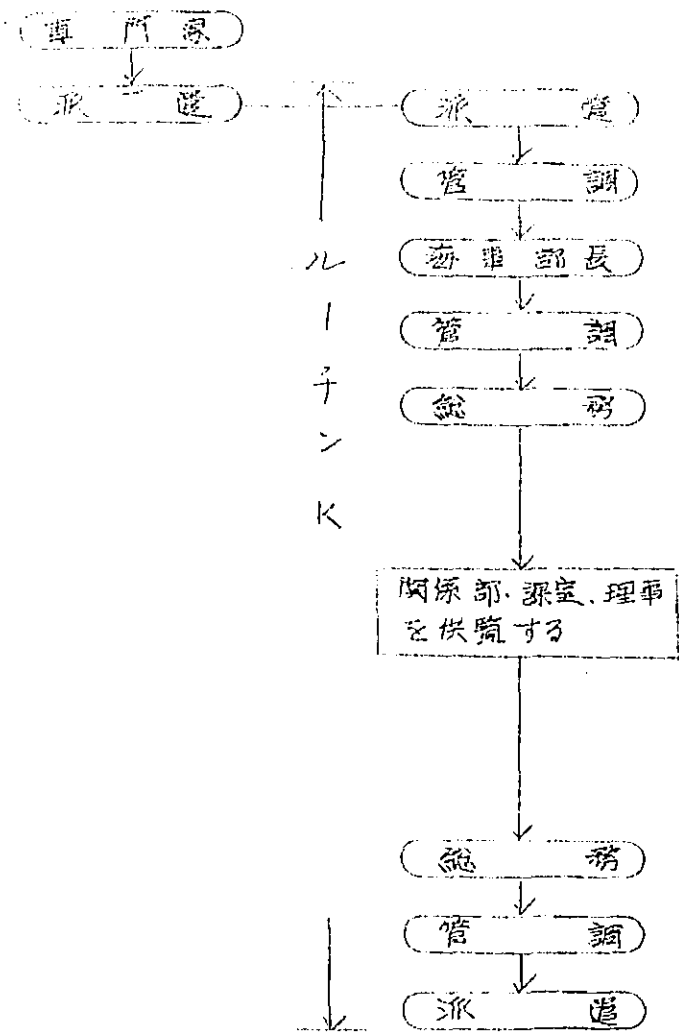 専門家
派遣
派遣
管調
海事部長
管調
総務
ルーチンK
関係部・課室、理事
を供覧する
総務
管調
派遣